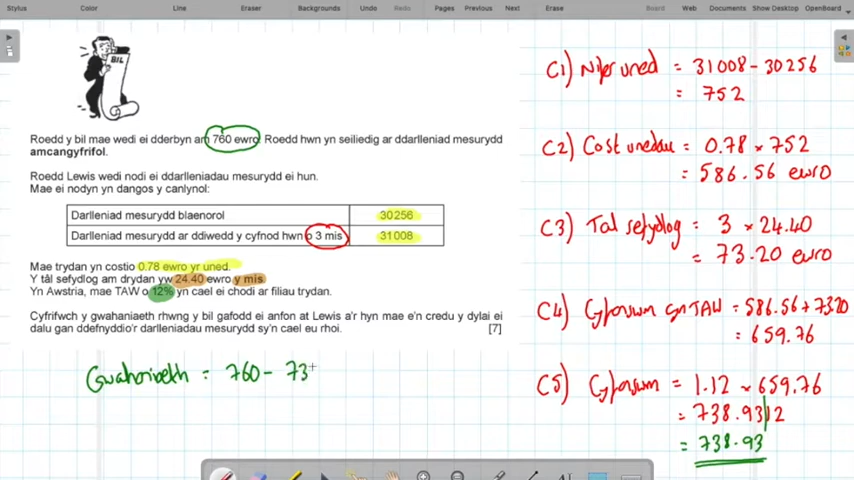 Stylus Color Line Eraser Backgrounds Undo Redo Pages Previous Next Erase Board Web Documents Show Desktop OpenBoard
BIL
Roedd y bil mae wedi ei dderbyn am 760 ewro. Roedd hwn yn seiliedig ar ddarlleniad mesurydd
amcangyfrifol.
Roedd Lewis wedi nodi ei ddarlleniadau mesurydd ei hun.
Mae ei nodyn yn dangos y canlynol:
Darlleniad mesurydd blaenorol 30256
Darlleniad mesurydd ar ddiwedd y cyfnod hwn o 3 mis 31008
Mae trydan yn costio 0.78 ewro yr uned.
Y tâl sefydlog am drydan yw 24.40 ewro y mis
Yn Awstria, mae TAW o 12% yn cael ei chodi ar filiau trydan.
Cyfrifwch y gwahaniaeth rhwng y bil gafodd ei anfon at Lewis a'r hyn mae e'n credu y dylai ei
dalu gan ddefnyddio'r darlleniadau mesurydd sy'n cael eu rhoi. [7]
= 760 - 73
C1) Nifer uned = 31008 - 30256
= 752
C2) Cost unedau = 0.78 × 752
= 586.56 ewro
C3) Tal sefydlog = 3 × 24.40
= 73.20 ewro
C4) Cyfanswm cyn TAW = 586.56 + 73.20
= 659.76
C5) Cyfanswm = 1.12 × 659.76
= 738.93|12
= 738.93